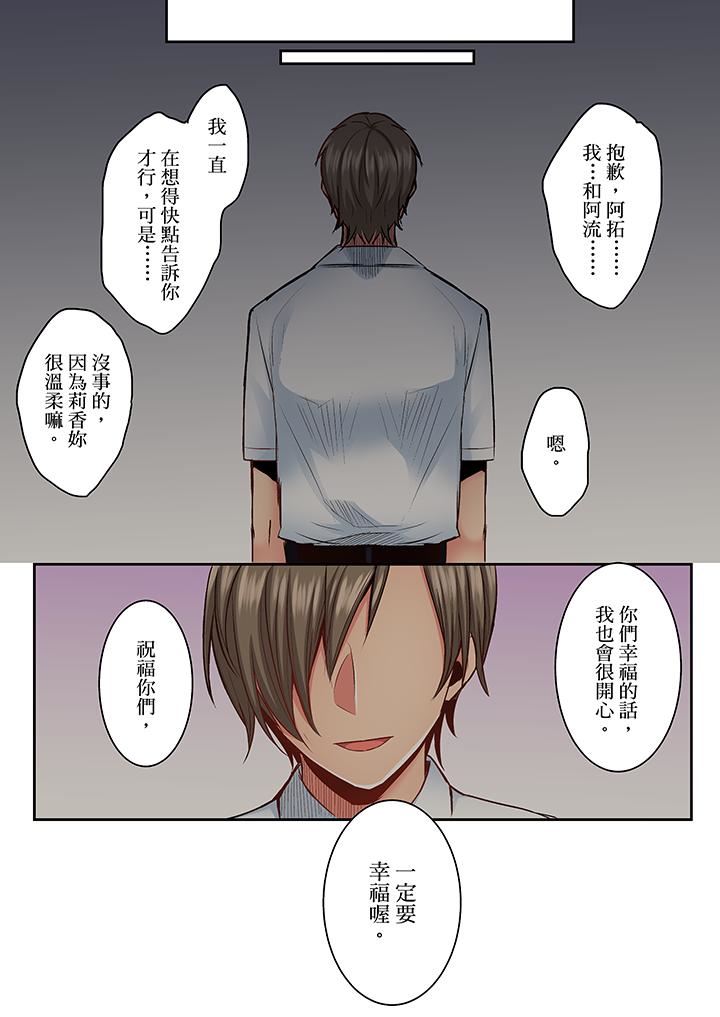 抱歉，阿拓……
我…和阿流……
我一直
在想得快點告訴你
才行，可是……
嗯。
沒事的，
因為莉香妳
很溫柔嘛。
你們幸福的話，
我也會很開心。
祝福你們，
一定要
幸福喔。